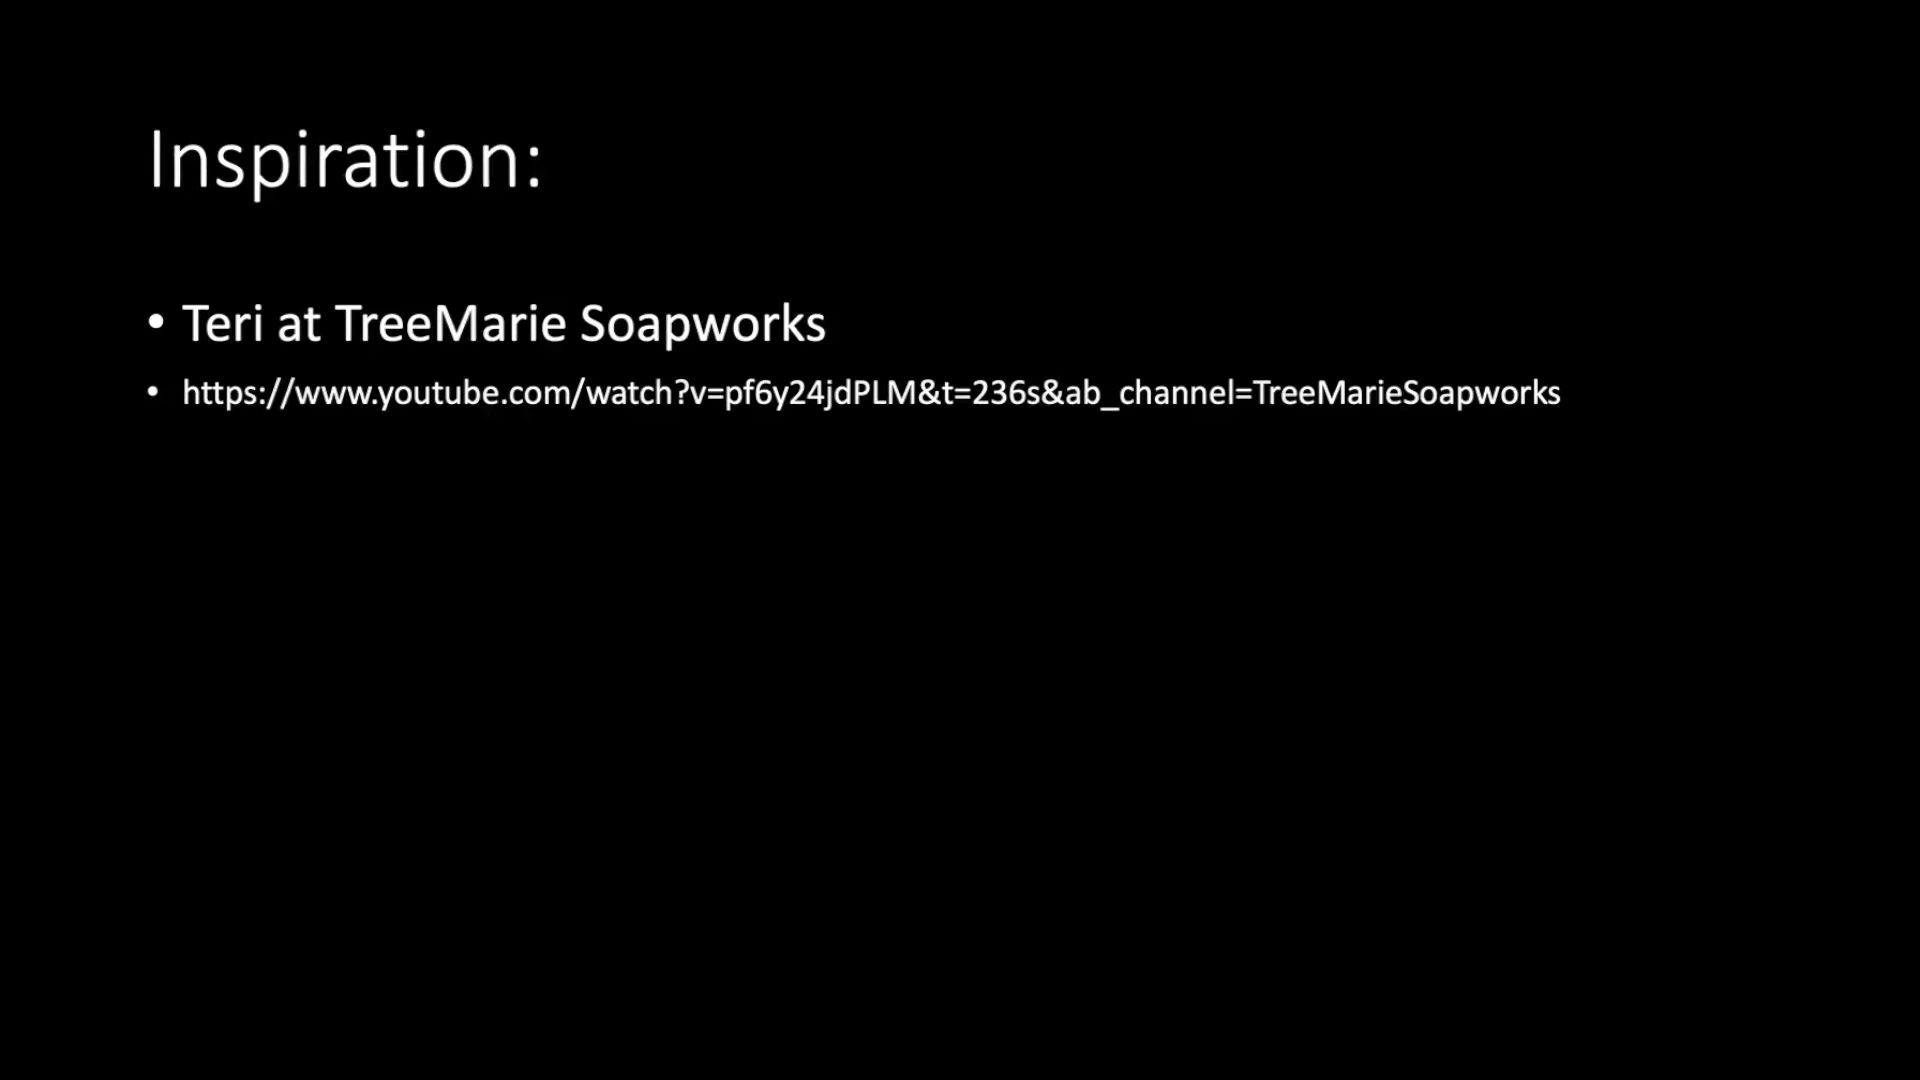 Inspiration:
• Teri at TreeMarie Soapworks
• https://www.youtube.com/watch?v=pf6y24jdPLM&t=236s&ab_channel=TreeMarieSoapworks